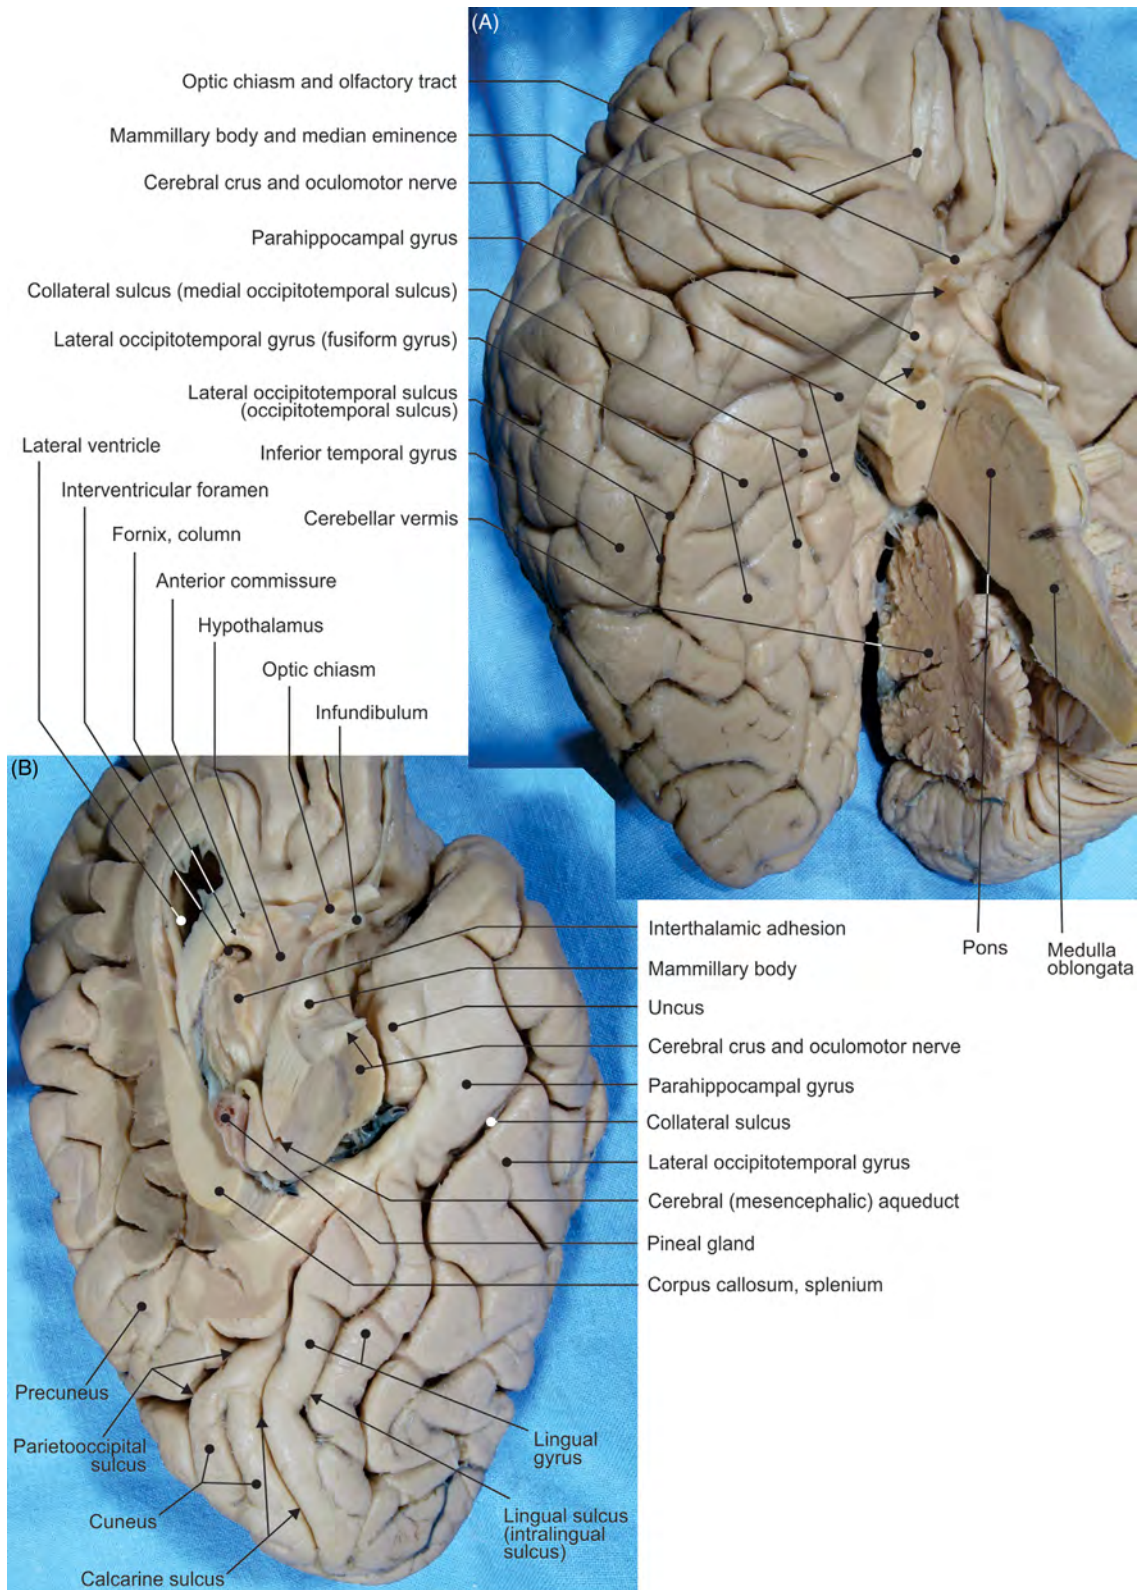 (A)
Optic chiasm and olfactory tract
Mammillary body and median eminence
Cerebral crus and oculomotor nerve
Parahippocampal gyrus
Collateral sulcus (medial occipitotemporal sulcus)
Lateral occipitotemporal gyrus (fusiform gyrus)
Lateral occipitotemporal sulcus
(occipitotemporal sulcus)
Inferior temporal gyrus
Cerebellar vermis
Lateral ventricle
Interventricular foramen
Fornix, column
Anterior commissure
Hypothalamus
Optic chiasm
Infundibulum
(B)
Pons
Medulla
oblongata
Interthalamic adhesion
Mammillary body
Uncus
Cerebral crus and oculomotor nerve
Parahippocampal gyrus
Collateral sulcus
Lateral occipitotemporal gyrus
Cerebral (mesencephalic) aqueduct
Pineal gland
Corpus callosum, splenium
Precuneus
Parietooccipital
sulcus
Cuneus
Calcarine sulcus
Lingual
gyrus
Lingual sulcus
(intralingual
sulcus)